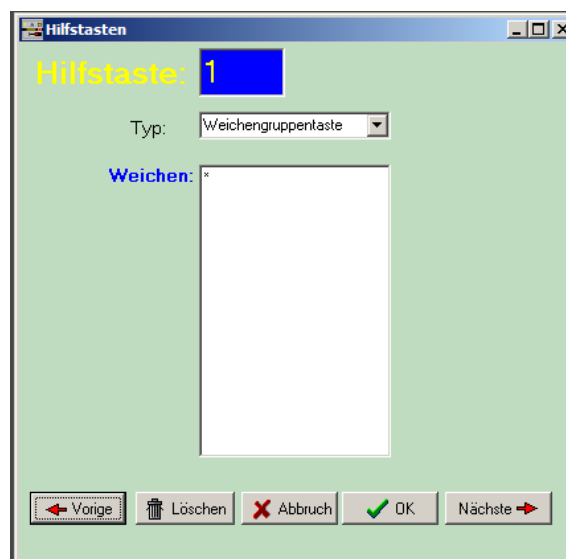 Hilfstasten
Hilfstaste: 1
Typ: Weichengruppentaste
Weichen: *
Vorige Löschen Abbruch OK Nächste